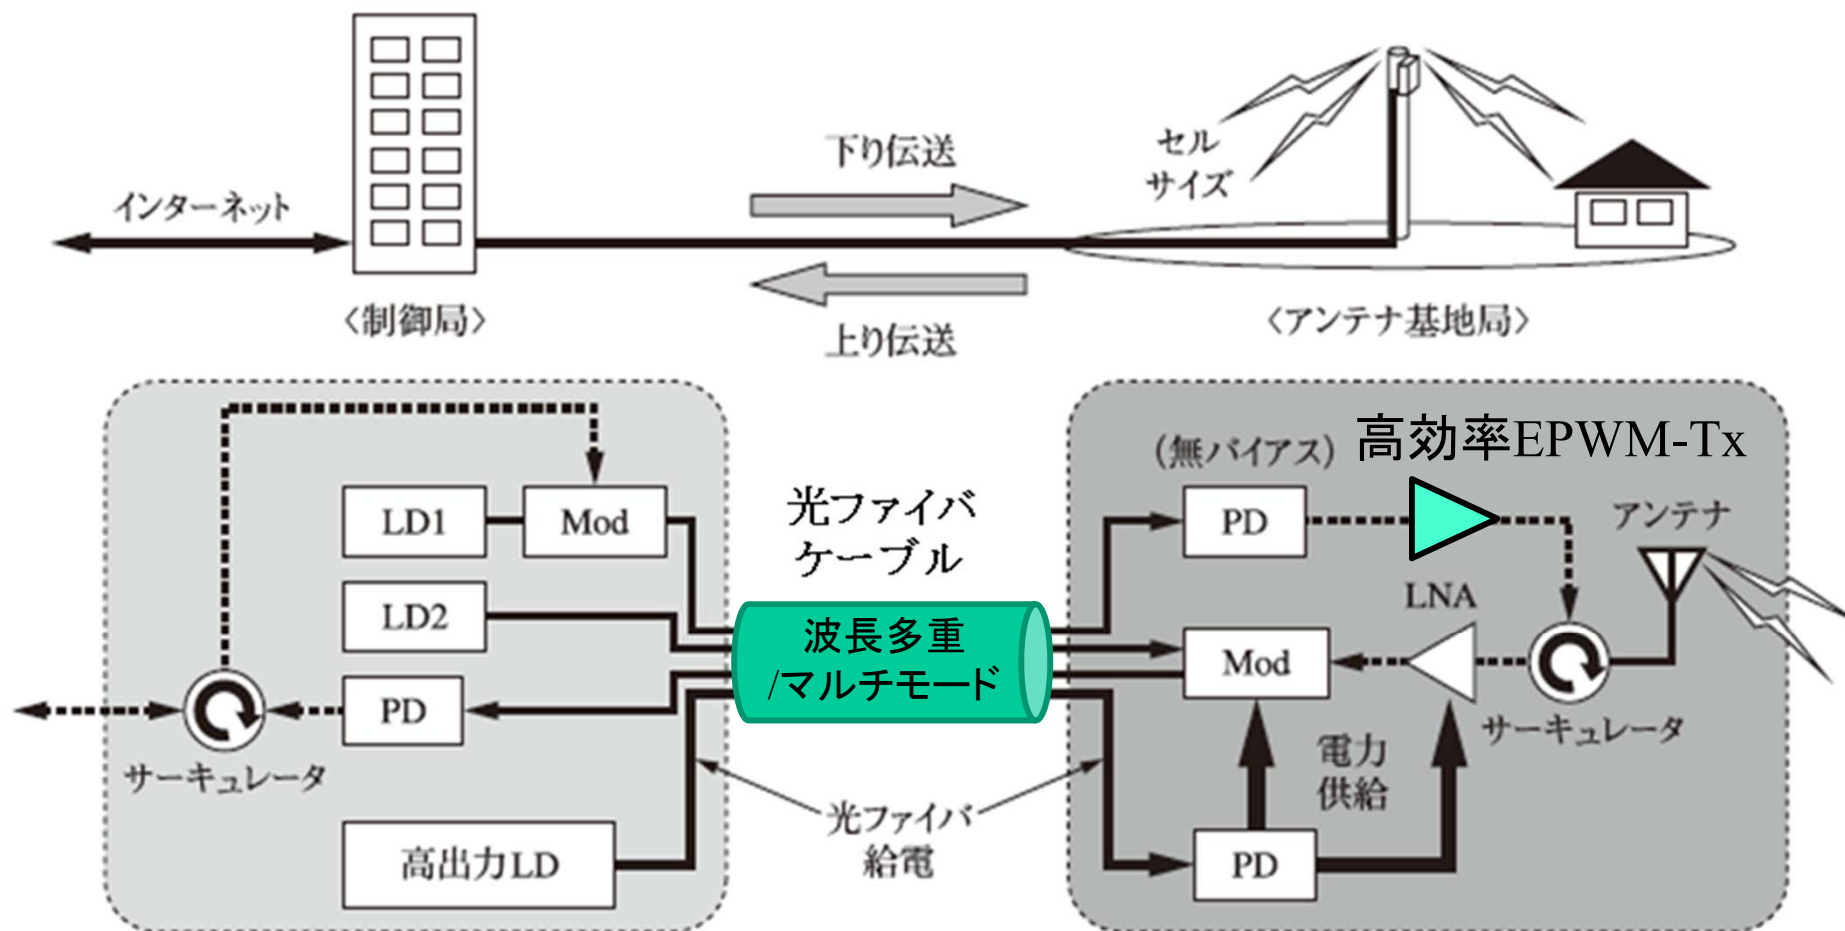 インターネット
〈制御局〉
下り伝送
上り伝送
セル
サイズ
〈アンテナ基地局〉
LD1
Mod
LD2
PD
サーキュレータ
高出力LD
光ファイバ
ケーブル
波長多重
/マルチモード
光ファイバ
給電
(無バイアス)
高効率EPWM-Tx
PD
アンテナ
LNA
Mod
サーキュレータ
電力
供給
PD